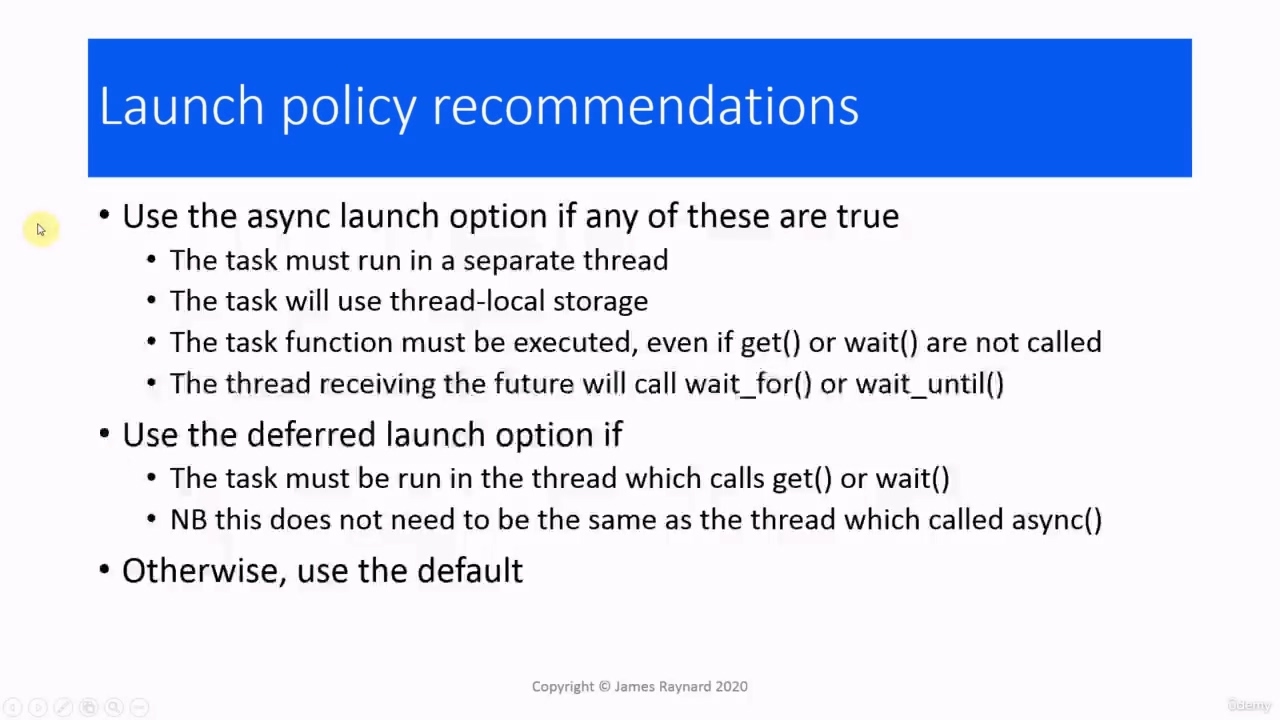 Launch policy recommendations
• Use the async launch option if any of these are true
• The task must run in a separate thread
• The task will use thread-local storage
• The task function must be executed, even if get() or wait() are not called
• The thread receiving the future will call wait_for() or wait_until()
• Use the deferred launch option if
• The task must be run in the thread which calls get() or wait()
• NB this does not need to be the same as the thread which called async()
• Otherwise, use the default
Copyright © James Raynard 2020
ûdemy